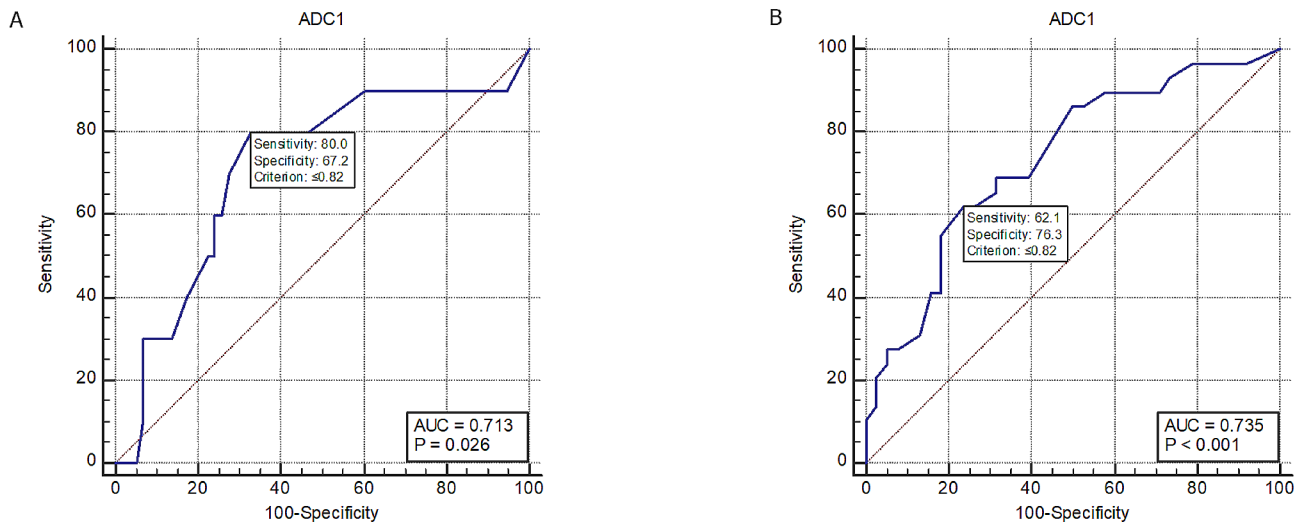 A
ADC1
100
80
60
40
20
0
Sensitivity
Sensitivity: 80.0
Specificity: 67.2
Criterion: ≤0.82
AUC = 0.713
P = 0.026
0 20 40 60 80 100
100-Specificity
B
ADC1
100
80
60
40
20
0
Sensitivity
Sensitivity: 62.1
Specificity: 76.3
Criterion: ≤0.82
AUC = 0.735
P < 0.001
0 20 40 60 80 100
100-Specificity